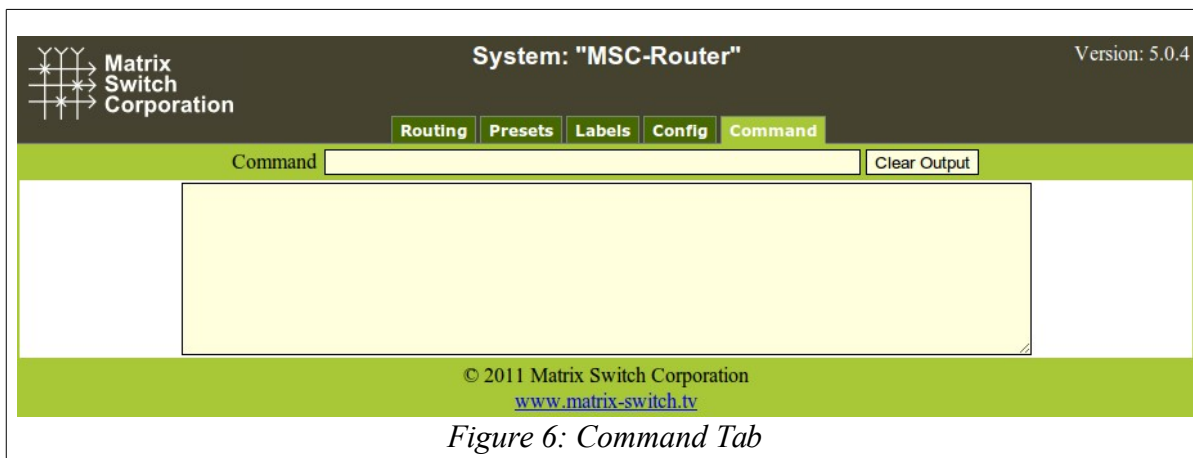 Matrix
Switch
Corporation
System: "MSC-Router"
Version: 5.0.4
Routing Presets Labels Config Command
Command Clear Output
© 2011 Matrix Switch Corporation
www.matrix-switch.tv
Figure 6: Command Tab